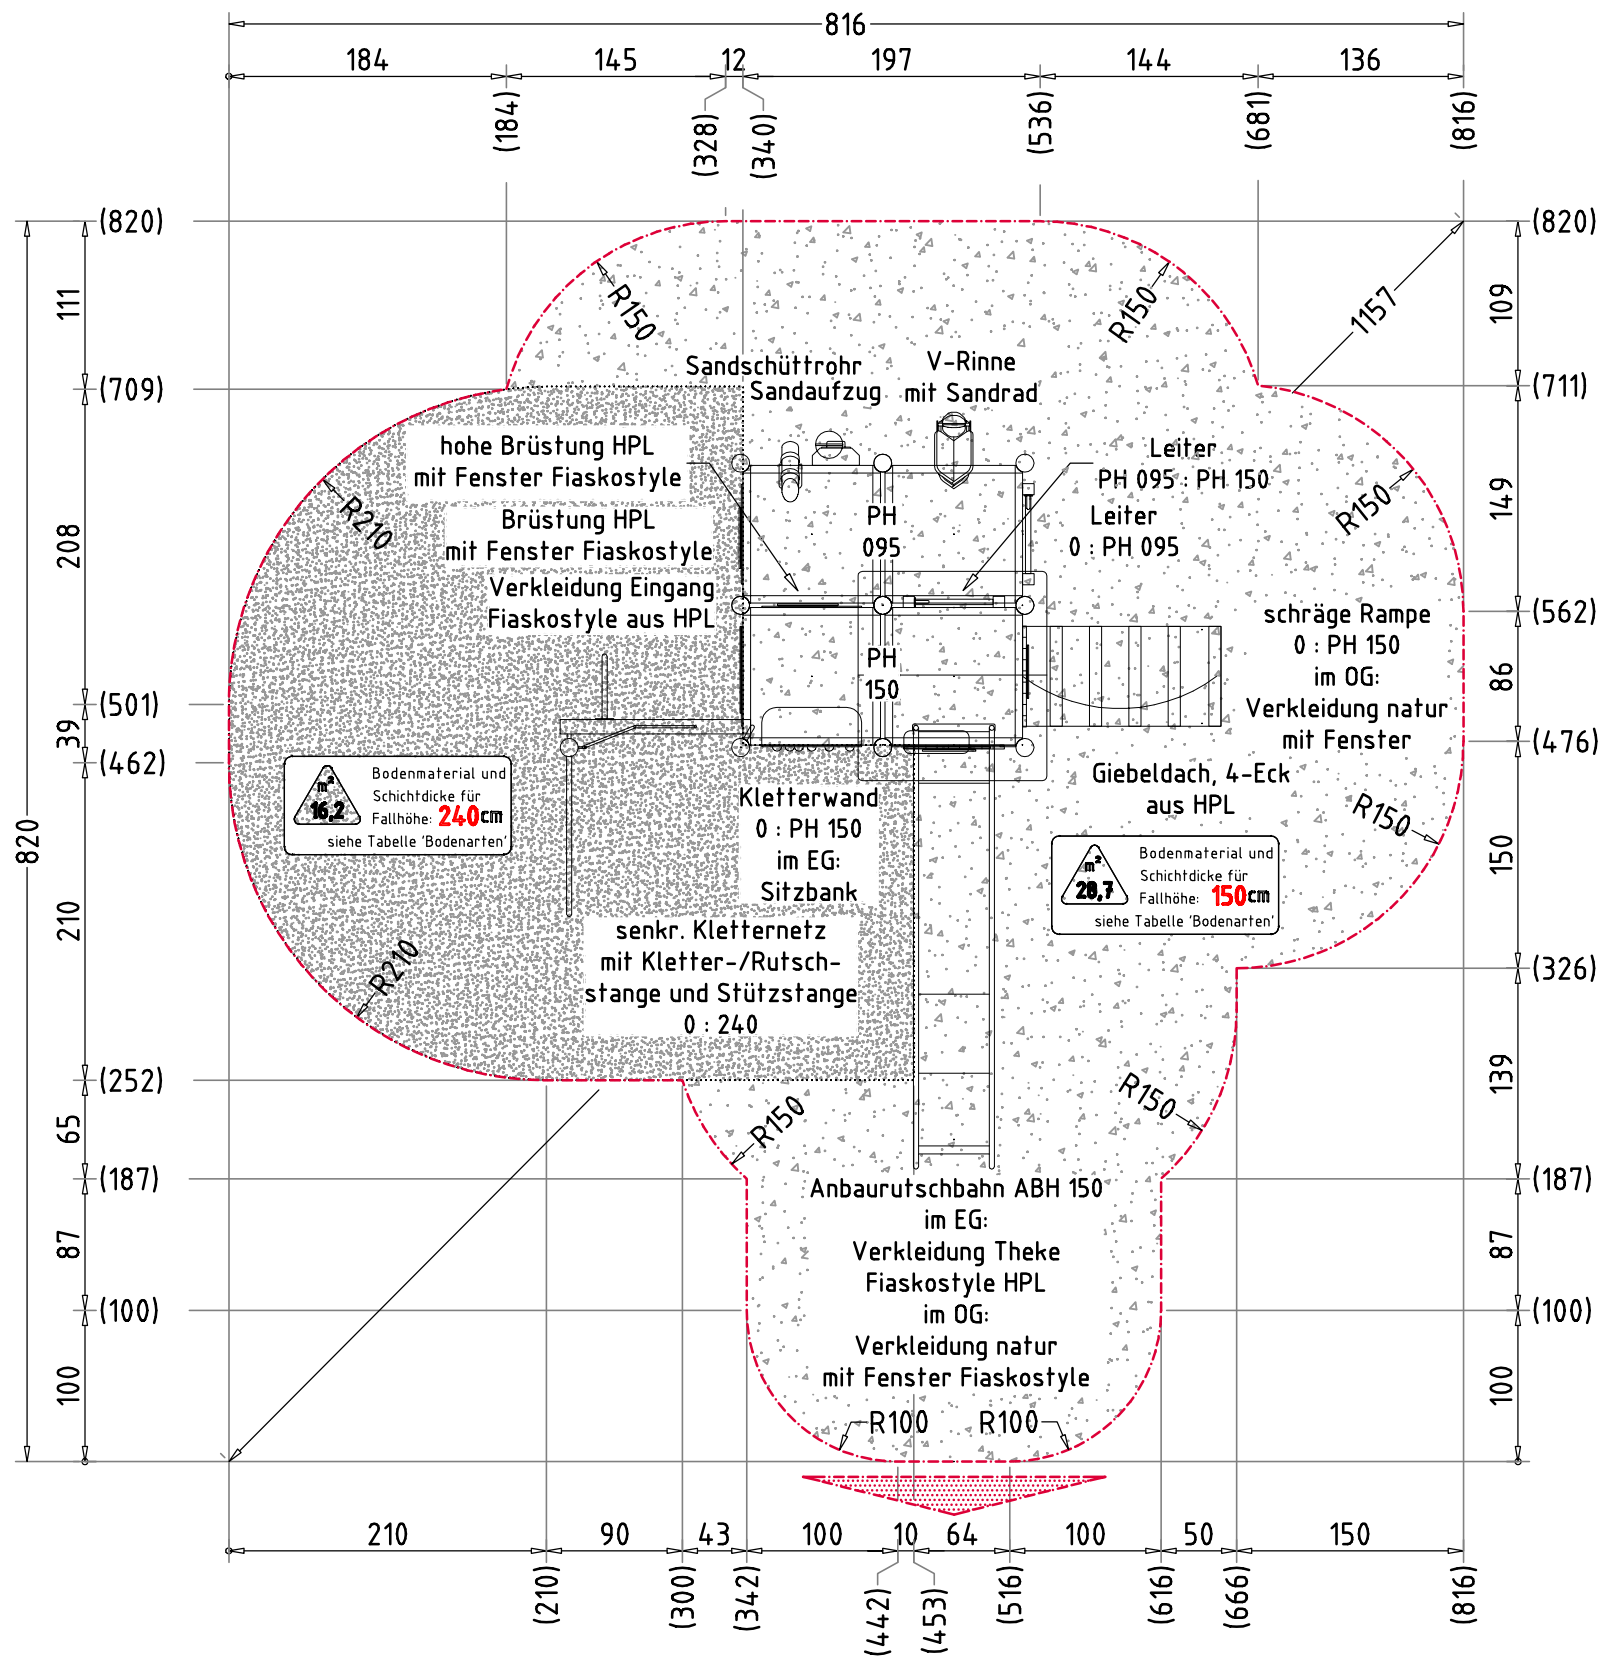 816
184 145 12 197 144 136
(184) (328) (340) (536) (681) (816)
(820) (820)
111 109
R150 R150 1157
Sandschüttrohr
Sandaufzug
V-Rinne
mit Sandrad
(709) (711)
hohe Brüstung HPL
mit Fenster Fiaskostyle
Leiter
PH 095 : PH 150
R210 R150
208 149
Brüstung HPL
mit Fenster Fiaskostyle
PH
095
Leiter
0 : PH 095
Verkleidung Eingang
Fiaskostyle aus HPL
(562)
schräge Rampe
0 : PH 150
im OG:
Verkleidung natur
mit Fenster
PH
150
86
(501)
39
(462) (476)
m²
16,2
Bodenmaterial und
Schichtdicke für
Fallhöhe: 240cm
siehe Tabelle 'Bodenarten'
Giebeldach, 4-Eck
aus HPL
Kletterwand
0 : PH 150
im EG:
Sitzbank
R150
820
150
m²
20,7
Bodenmaterial und
Schichtdicke für
Fallhöhe: 150cm
siehe Tabelle 'Bodenarten'
210
senkr. Kletternetz
mit Kletter-/Rutsch-
stange und Stützstange
0 : 240
R210
(326)
(252)
139
65
R150 R150
(187) (187)
Anbaurutschbahn ABH 150
im EG:
Verkleidung Theke
Fiaskostyle HPL
im OG:
Verkleidung natur
mit Fenster Fiaskostyle
87 87
(100) (100)
100 100
R100 R100
210 90 43 100 10 64 100 50 150
(210) (300) (342) (442) (453) (516) (616) (666) (816)